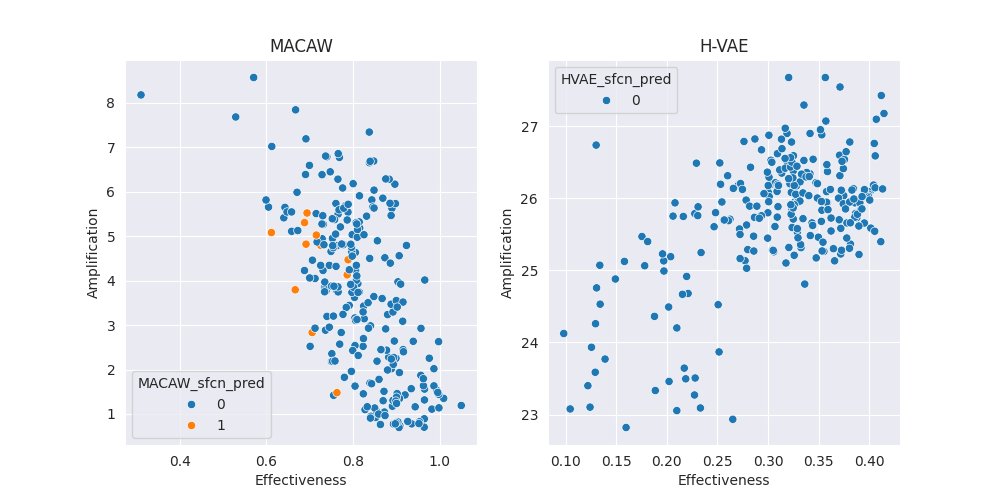 MACAW
Amplification
8
7
6
5
4
3
2
1
MACAW_sfcn_pred
0
1
0.4 0.6 0.8 1.0
Effectiveness
H-VAE
HVAE_sfcn_pred
0
Amplification
27
26
25
24
23
0.10 0.15 0.20 0.25 0.30 0.35 0.40
Effectiveness